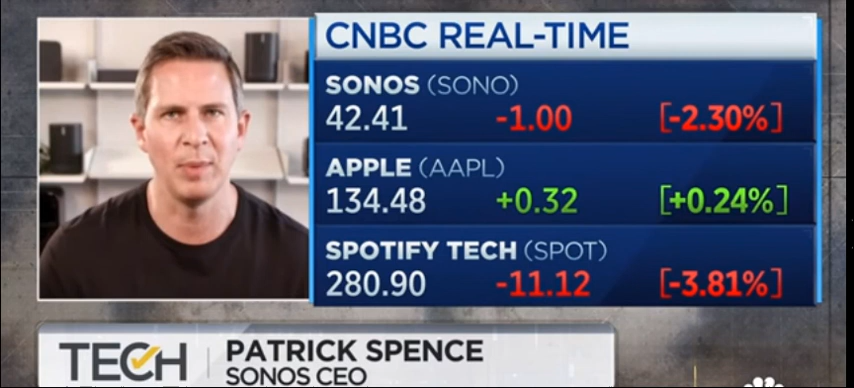 CNBC REAL-TIME
SONOS (SONO)
42.41 -1.00 [-2.30%]
APPLE (AAPL)
134.48 +0.32 [+0.24%]
SPOTIFY TECH (SPOT)
280.90 -11.12 [-3.81%]
TECH PATRICK SPENCE
SONOS CEO